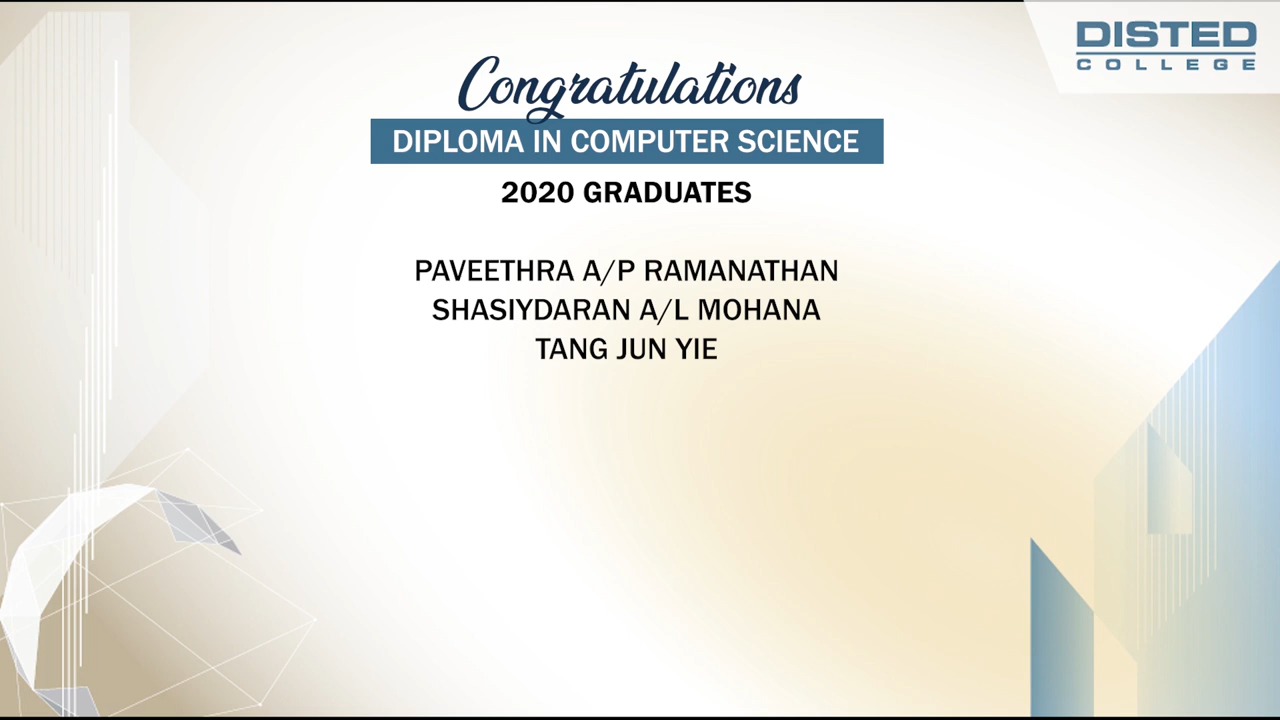 DISTED
COLLEGE
Congratulations
DIPLOMA IN COMPUTER SCIENCE
2020 GRADUATES
PAVEETHRA A/P RAMANATHAN
SHASIYDARAN A/L MOHANA
TANG JUN YIE